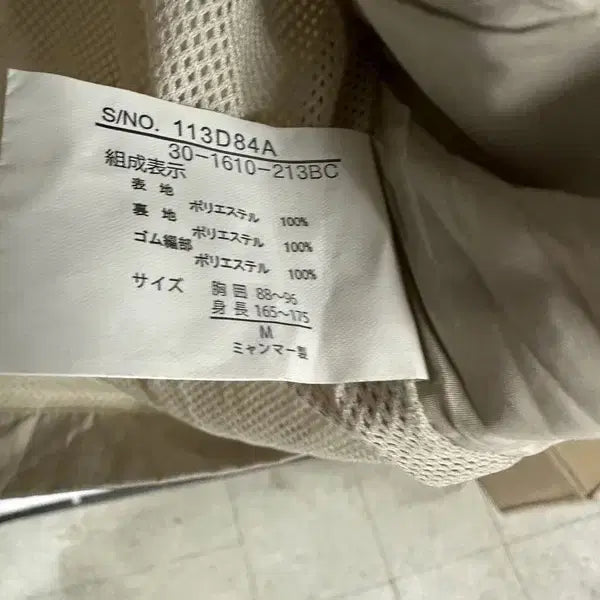 S/NO. 113D84A
30-1610-213BC
組成表示
表 地 ポリエステル 100%
裏 地 ポリエステル 100%
ゴム編部 ポリエステル 100%
サイズ 胸 囲 88〜96
身 長 165〜175
M
ミャンマー製